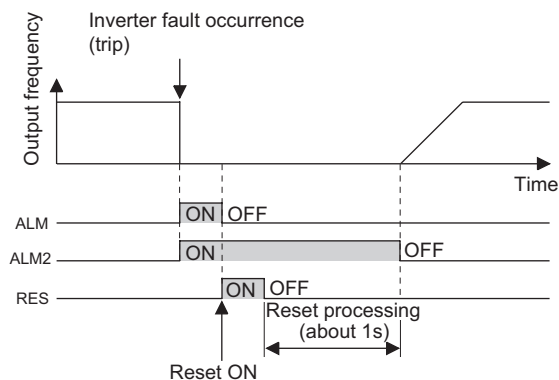 Inverter fault occurrence
(trip)
Output frequency
Time
ALM
ON
OFF
ALM2
ON
OFF
RES
ON
OFF
Reset processing
(about 1s)
Reset ON